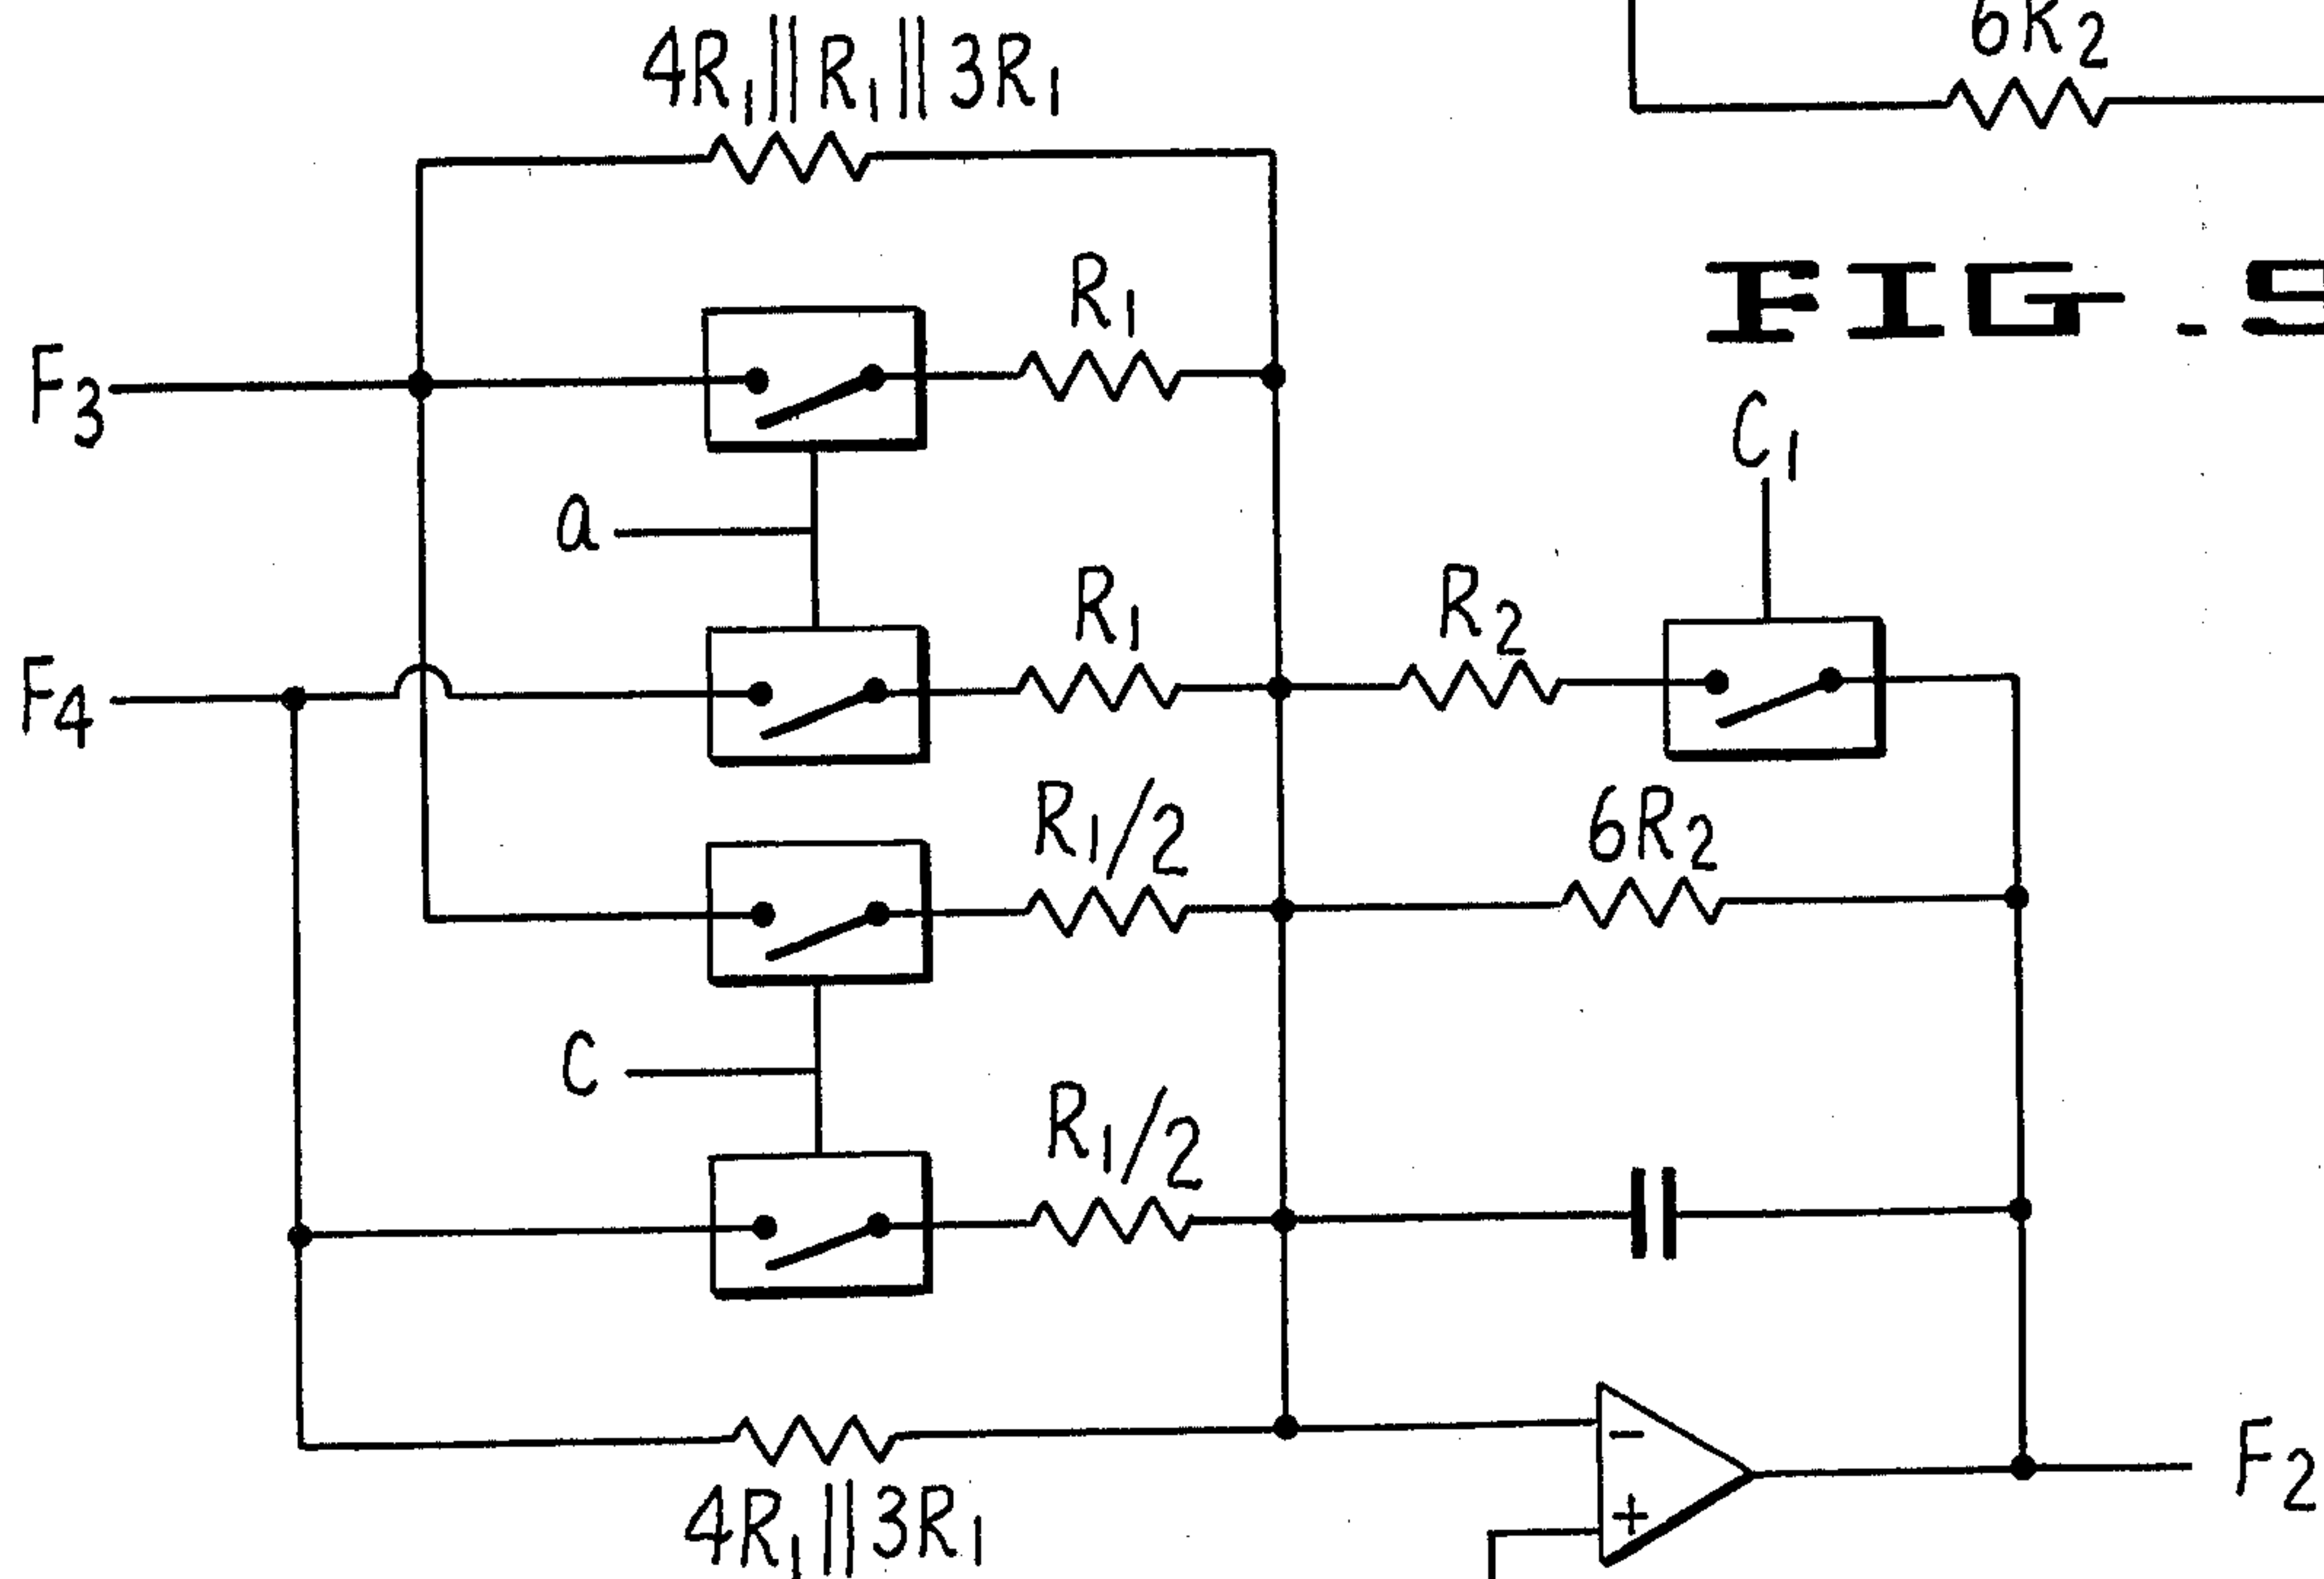 4R₁||R₁||3R₁
6R₂
FIG.
R₁
F₃
C₁
a
R₁
R₂
F₄
R₁/2
6R₂
C
R₁/2
-
F₂
+
4R₁||3R₁